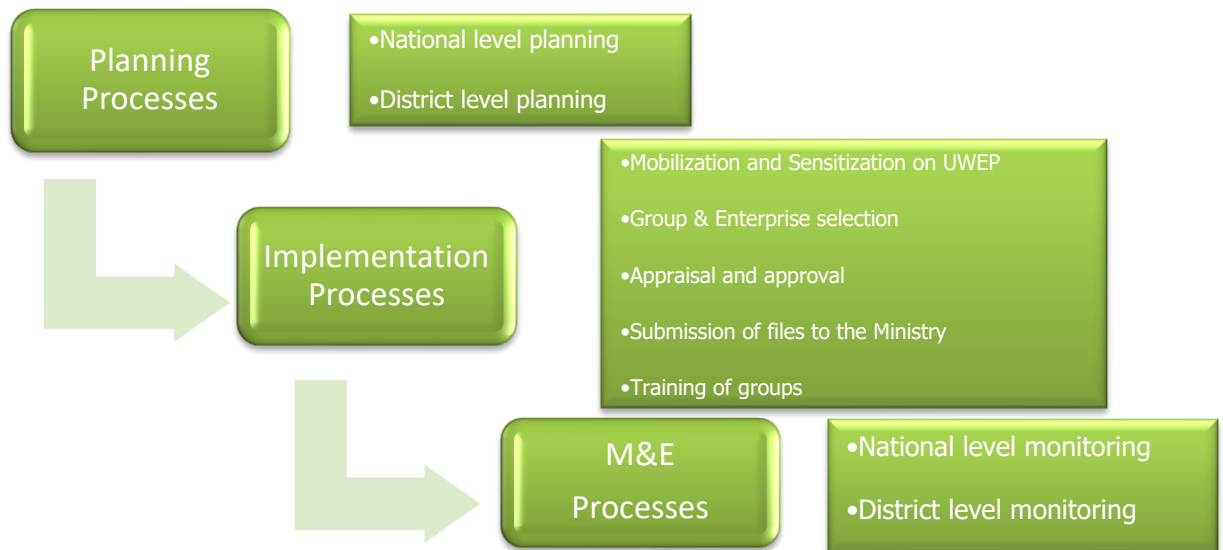 Planning
Processes
•National level planning
•District level planning
Implementation
Processes
•Mobilization and Sensitization on UWEP
•Group & Enterprise selection
•Appraisal and approval
•Submission of files to the Ministry
•Training of groups
M&E
Processes
•National level monitoring
•District level monitoring